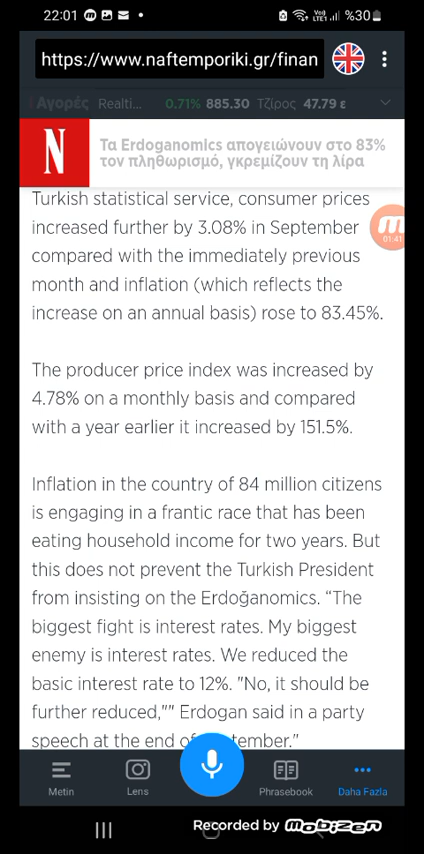 22:01 %30
https://www.naftemporiki.gr/finan
Αγορές Realti... 0.71% 885.30 Τζίρος 47.79 ε
N
Τα Erdoganomics απογειώνουν στο 83%
τον πληθωρισμό, γκρεμίζουν τη λίρα
Turkish statistical service, consumer prices
increased further by 3.08% in September
compared with the immediately previous
01:41
month and inflation (which reflects the
increase on an annual basis) rose to 83.45%.
The producer price index was increased by
4.78% on a monthly basis and compared
with a year earlier it increased by 151.5%.
Inflation in the country of 84 million citizens
is engaging in a frantic race that has been
eating household income for two years. But
this does not prevent the Turkish President
from insisting on the Erdoğanomics. “The
biggest fight is interest rates. My biggest
enemy is interest rates. We reduced the
basic interest rate to 12%. "No, it should be
further reduced,"" Erdogan said in a party
speech at the end of tember."
Metin Lens Phrasebook Daha Fazla
Recorded by mobizen